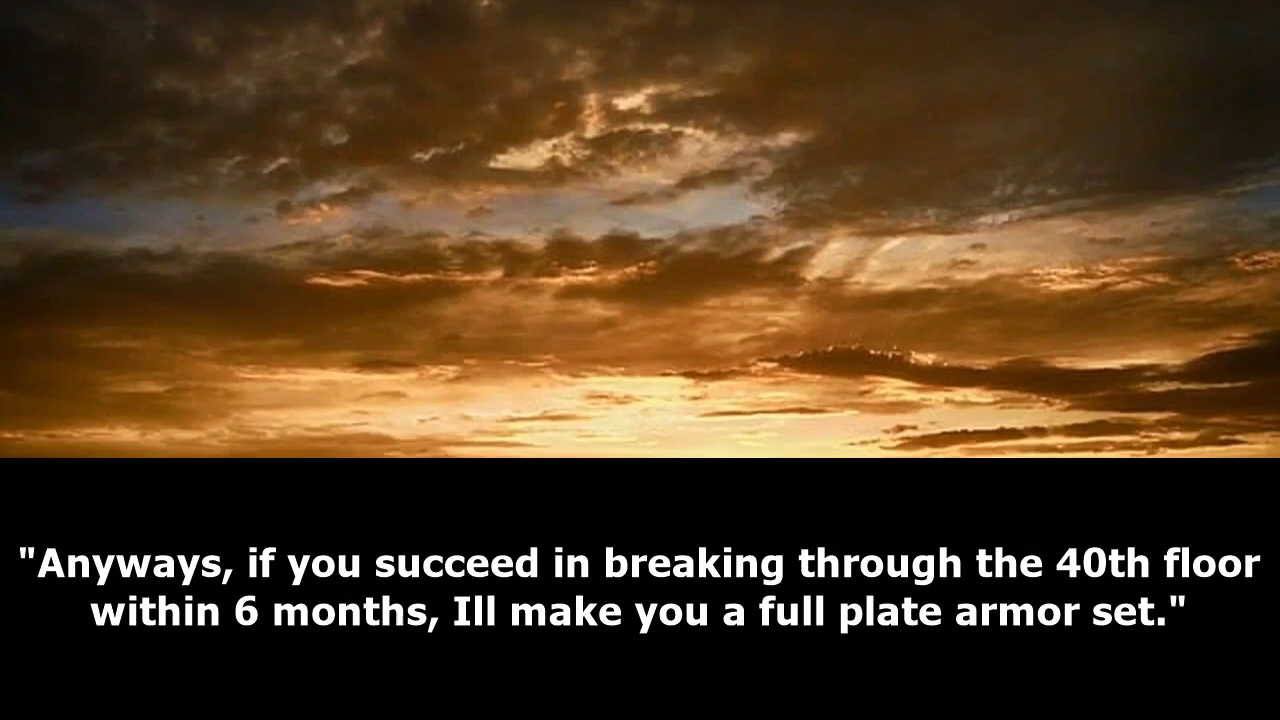 "Anyways, if you succeed in breaking through the 40th floor
within 6 months, Ill make you a full plate armor set."